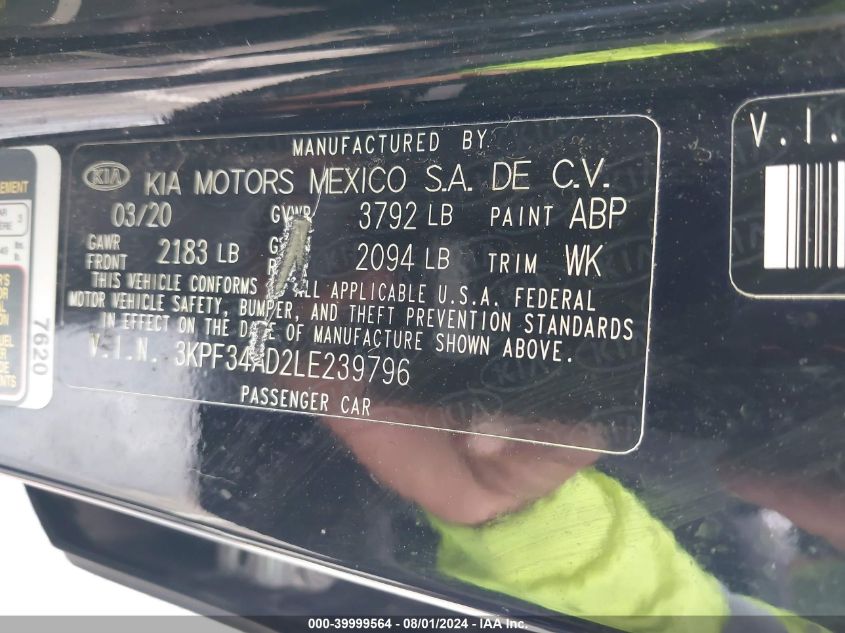 MANUFACTURED BY
KIA KIA MOTORS MEXICO S.A. DE C.V.
03/20 GVWR 3792 LB PAINT ABP
GAWR FRONT 2183 LB 2094 LB TRIM WK
THIS VEHICLE CONFORMS ALL APPLICABLE U.S.A. FEDERAL
MOTOR VEHICLE SAFETY, BUMPER, AND THEFT PREVENTION STANDARDS
IN EFFECT ON THE DATE OF MANUFACTURE SHOWN ABOVE.
V.I.N. 3KPF34AD2LE239796
PASSENGER CAR
V.I.
7620
000-39999564 - 08/01/2024 - IAA Inc.